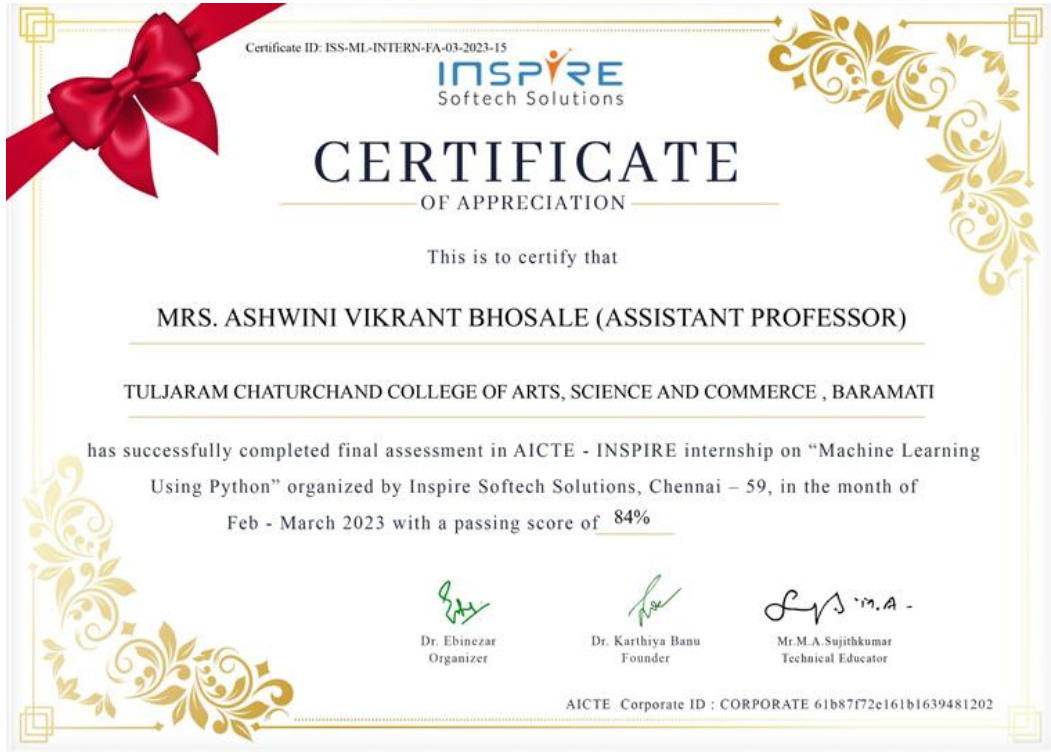 Certificate ID: ISS-ML-INTERN-FA-03-2023-15
INSPIRE
Softech Solutions
CERTIFICATE
OF APPRECIATION
This is to certify that
MRS. ASHWINI VIKRANT BHOSALE (ASSISTANT PROFESSOR)
TULJARAM CHATURCHAND COLLEGE OF ARTS, SCIENCE AND COMMERCE , BARAMATI
has successfully completed final assessment in AICTE - INSPIRE internship on “Machine Learning
Using Python” organized by Inspire Softech Solutions, Chennai – 59, in the month of
Feb - March 2023 with a passing score of 84%
Dr. Ebinezar Dr. Karthiya Banu Mr.M.A.Sujithkumar
Organizer Founder Technical Educator
AICTE Corporate ID : CORPORATE 61b87f72e161b1639481202